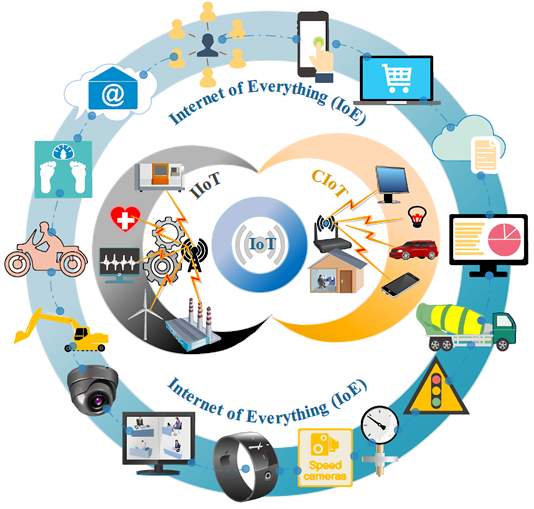 Internet of Everything (IoE)
@
IIoT
CIoT
IoT
Internet of Everything (IoE)
Speed
cameras